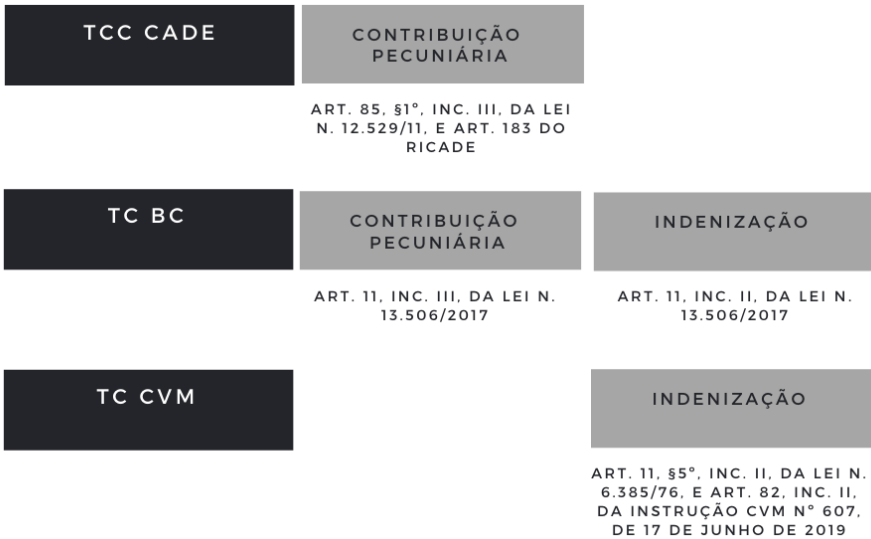 TCC CADE
CONTRIBUIÇÃO
PECUNIÁRIA
ART. 85, §1º, INC. III, DA LEI
N. 12.529/11, E ART. 183 DO
RICADE
TC BC
CONTRIBUIÇÃO
PECUNIÁRIA
ART. 11, INC. III, DA LEI N.
13.506/2017
INDENIZAÇÃO
ART. 11, INC. II, DA LEI N.
13.506/2017
TC CVM
INDENIZAÇÃO
ART. 11, §5º, INC. II, DA LEI N.
6.385/76, E ART. 82, INC. II,
DA INSTRUÇÃO CVM Nº 607,
DE 17 DE JUNHO DE 2019